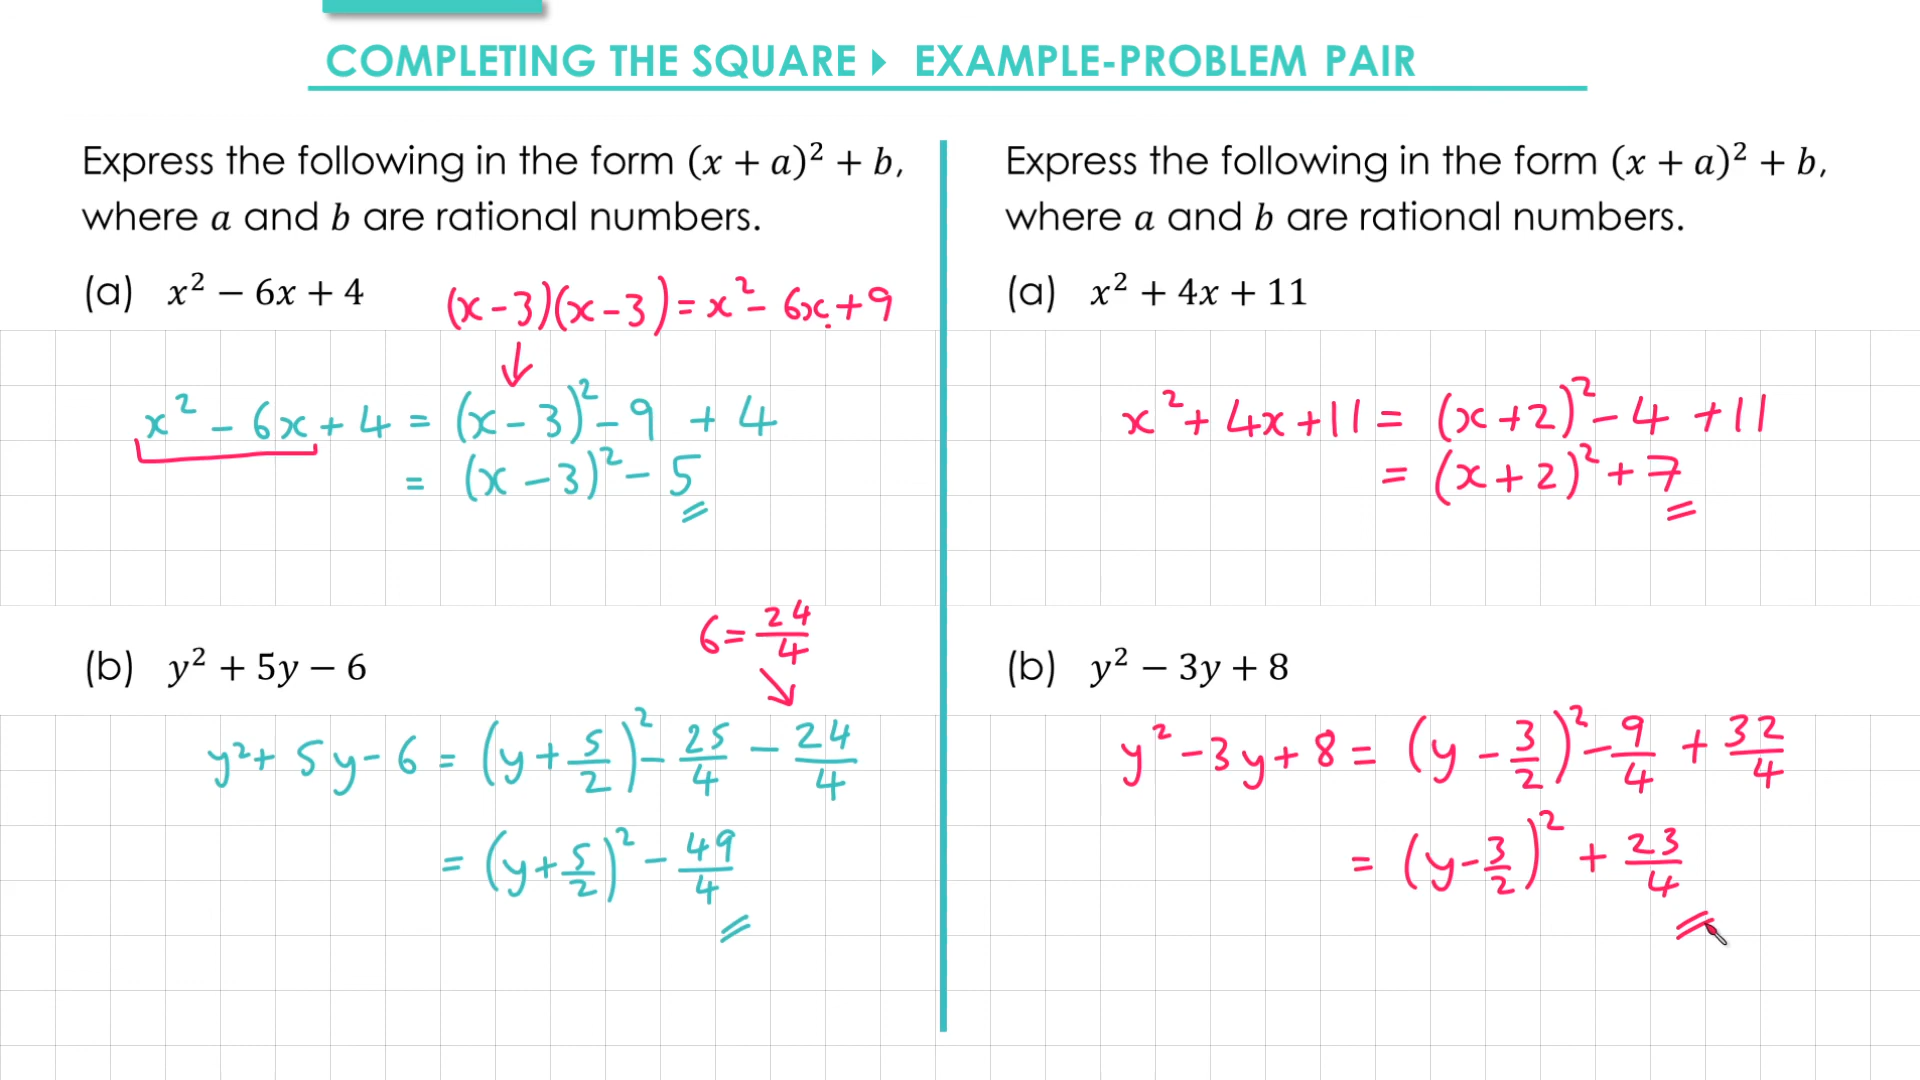 COMPLETING THE SQUARE ▸ EXAMPLE-PROBLEM PAIR
Express the following in the form (x + a)² + b,
where a and b are rational numbers.
(a) x² − 6x + 4
(x − 3)(x − 3) = x² − 6x + 9
↓
x² − 6x + 4 = (x − 3)² − 9 + 4
= (x − 3)² − 5
(b) y² + 5y − 6
6 = 24/4
↘
y² + 5y − 6 = (y + 5/2)² − 25/4 − 24/4
= (y + 5/2)² − 49/4
Express the following in the form (x + a)² + b,
where a and b are rational numbers.
(a) x² + 4x + 11
x² + 4x + 11 = (x + 2)² − 4 + 11
= (x + 2)² + 7
(b) y² − 3y + 8
y² − 3y + 8 = (y − 3/2)² − 9/4 + 32/4
= (y − 3/2)² + 23/4